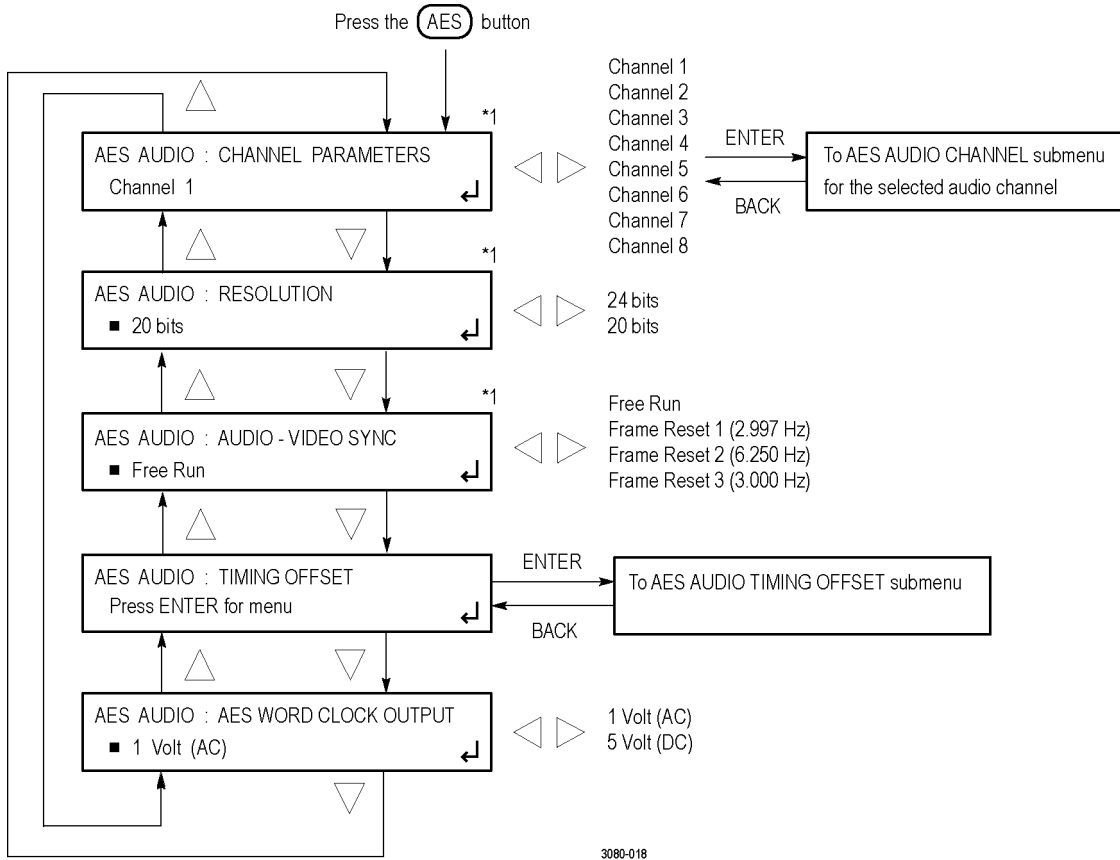 Press the AES button
*1
AES AUDIO : CHANNEL PARAMETERS
Channel 1
Channel 1
Channel 2
Channel 3
Channel 4
Channel 5
Channel 6
Channel 7
Channel 8
ENTER
BACK
To AES AUDIO CHANNEL submenu
for the selected audio channel
*1
AES AUDIO : RESOLUTION
■ 20 bits
24 bits
20 bits
*1
AES AUDIO : AUDIO - VIDEO SYNC
■ Free Run
Free Run
Frame Reset 1 (2.997 Hz)
Frame Reset 2 (6.250 Hz)
Frame Reset 3 (3.000 Hz)
AES AUDIO : TIMING OFFSET
Press ENTER for menu
ENTER
BACK
To AES AUDIO TIMING OFFSET submenu
AES AUDIO : AES WORD CLOCK OUTPUT
■ 1 Volt (AC)
1 Volt (AC)
5 Volt (DC)
3080-018